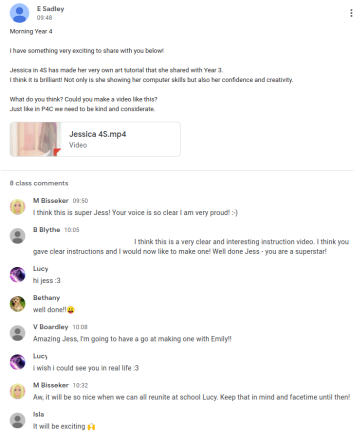 E Sadley
09:48
Morning Year 4
I have something very exciting to share with you below!
Jessica in 4S has made her very own art tutorial that she shared with Year 3.
I think it is brilliant! Not only is she showing her computer skills but also her confidence and creativity.
What do you think? Could you make a video like this?
Just like in P4C we need to be kind and considerate.
Jessica 4S.mp4
Video
8 class comments
M Bisseker 09:50
I think this is super Jess! Your voice is so clear I am very proud! :-)
B Blythe 10:05
I think this is a very clear and interesting instruction video. I think you
gave clear instructions and I would now like to make one! Well done Jess - you are a superstar!
Lucy
hi jess :3
Bethany
well done!!😀
V Boardley 10:08
Amazing Jess, I'm going to have a go at making one with Emily!!
Lucy
i wish i could see you in real life :3
M Bisseker 10:32
Aw, it will be so nice when we can all reunite at school Lucy. Keep that in mind and facetime until then!
Isla
It will be exciting 🙌